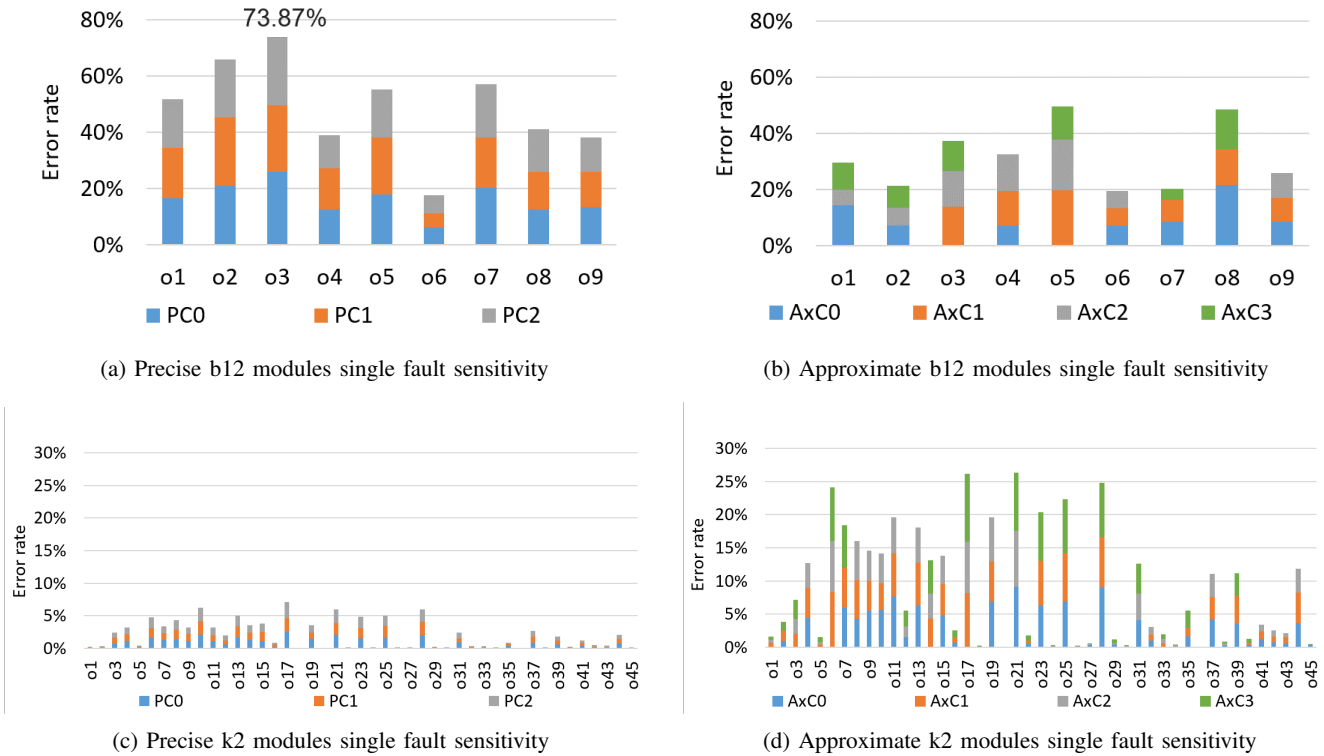 73.87%
80%
60%
40%
20%
0%
Error rate
o1 o2 o3 o4 o5 o6 o7 o8 o9
PC0 PC1 PC2
(a) Precise b12 modules single fault sensitivity
80%
60%
40%
20%
0%
Error rate
o1 o2 o3 o4 o5 o6 o7 o8 o9
AxC0 AxC1 AxC2 AxC3
(b) Approximate b12 modules single fault sensitivity
30%
25%
20%
15%
10%
5%
0%
Error rate
o1 o3 o5 o7 o9 o11 o13 o15 o17 o19 o21 o23 o25 o27 o29 o31 o33 o35 o37 o39 o41 o43 o45
PC0 PC1 PC2
(c) Precise k2 modules single fault sensitivity
30%
25%
20%
15%
10%
5%
0%
Error rate
o1 o3 o5 o7 o9 o11 o13 o15 o17 o19 o21 o23 o25 o27 o29 o31 o33 o35 o37 o39 o41 o43 o45
AxC0 AxC1 AxC2 AxC3
(d) Approximate k2 modules single fault sensitivity